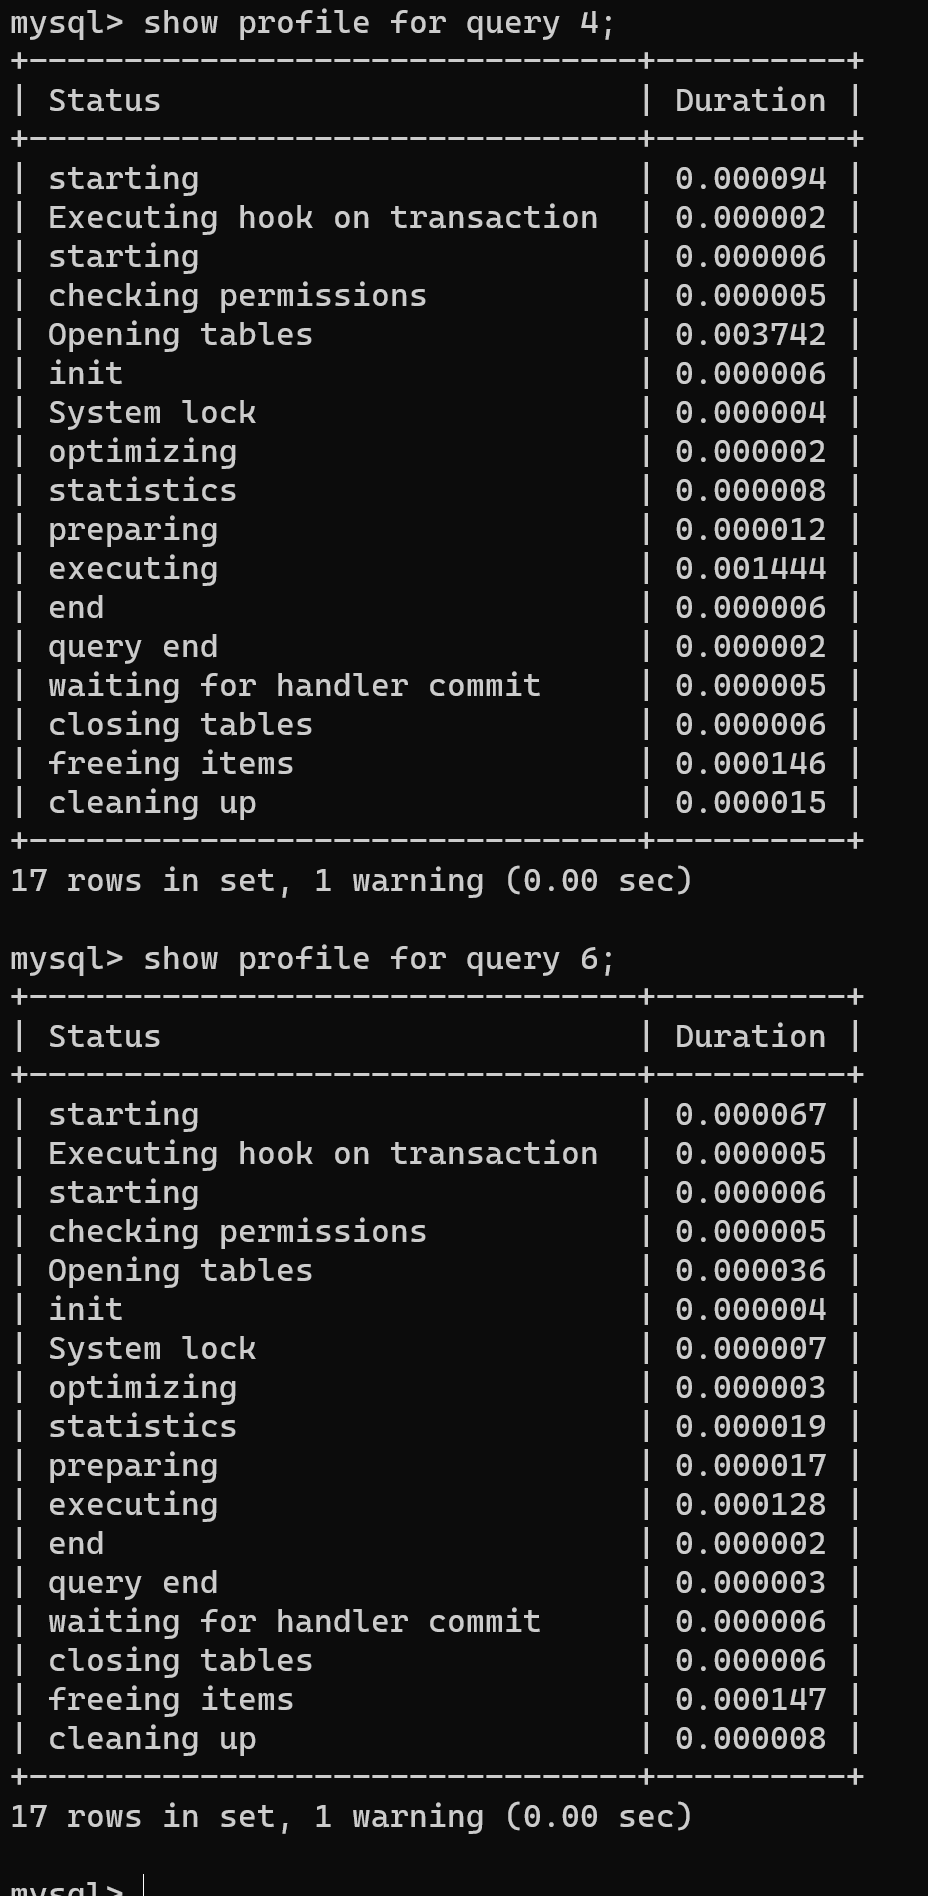 mysql> show profile for query 4;
+--------------------------------+----------+
| Status                         | Duration |
+--------------------------------+----------+
| starting                       | 0.000094 |
| Executing hook on transaction  | 0.000002 |
| starting                       | 0.000006 |
| checking permissions           | 0.000005 |
| Opening tables                 | 0.003742 |
| init                           | 0.000006 |
| System lock                    | 0.000004 |
| optimizing                     | 0.000002 |
| statistics                     | 0.000008 |
| preparing                      | 0.000012 |
| executing                      | 0.001444 |
| end                            | 0.000006 |
| query end                      | 0.000002 |
| waiting for handler commit     | 0.000005 |
| closing tables                 | 0.000006 |
| freeing items                  | 0.000146 |
| cleaning up                    | 0.000015 |
+--------------------------------+----------+
17 rows in set, 1 warning (0.00 sec)

mysql> show profile for query 6;
+--------------------------------+----------+
| Status                         | Duration |
+--------------------------------+----------+
| starting                       | 0.000067 |
| Executing hook on transaction  | 0.000005 |
| starting                       | 0.000006 |
| checking permissions           | 0.000005 |
| Opening tables                 | 0.000036 |
| init                           | 0.000004 |
| System lock                    | 0.000007 |
| optimizing                     | 0.000003 |
| statistics                     | 0.000019 |
| preparing                      | 0.000017 |
| executing                      | 0.000128 |
| end                            | 0.000002 |
| query end                      | 0.000003 |
| waiting for handler commit     | 0.000006 |
| closing tables                 | 0.000006 |
| freeing items                  | 0.000147 |
| cleaning up                    | 0.000008 |
+--------------------------------+----------+
17 rows in set, 1 warning (0.00 sec)

mysql>